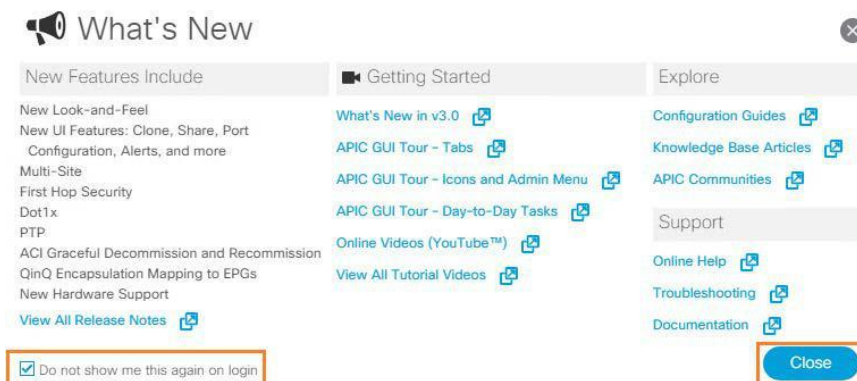 What's New
New Features Include
New Look-and-Feel
New UI Features: Clone, Share, Port
Configuration, Alerts, and more
Multi-Site
First Hop Security
Dot1x
PTP
ACI Graceful Decommission and Recommission
QinQ Encapsulation Mapping to EPGs
New Hardware Support
View All Release Notes
Getting Started
What's New in v3.0
APIC GUI Tour - Tabs
APIC GUI Tour - Icons and Admin Menu
APIC GUI Tour - Day-to-Day Tasks
Online Videos (YouTube™)
View All Tutorial Videos
Explore
Configuration Guides
Knowledge Base Articles
APIC Communities
Support
Online Help
Troubleshooting
Documentation
Do not show me this again on login
Close